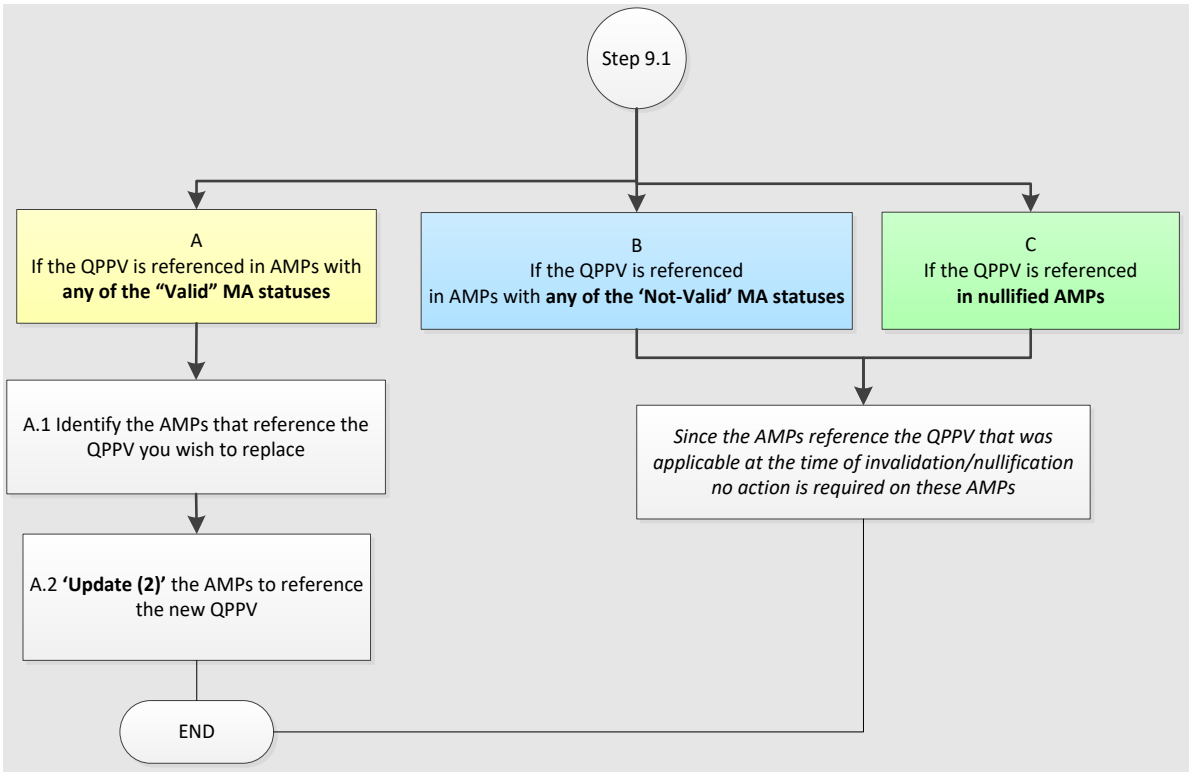 Step 9.1
A
If the QPPV is referenced in AMPs with
any of the “Valid” MA statuses
B
If the QPPV is referenced
in AMPs with any of the ‘Not-Valid’ MA statuses
C
If the QPPV is referenced
in nullified AMPs
A.1 Identify the AMPs that reference the
QPPV you wish to replace
Since the AMPs reference the QPPV that was
applicable at the time of invalidation/nullification
no action is required on these AMPs
A.2 ‘Update (2)’ the AMPs to reference
the new QPPV
END